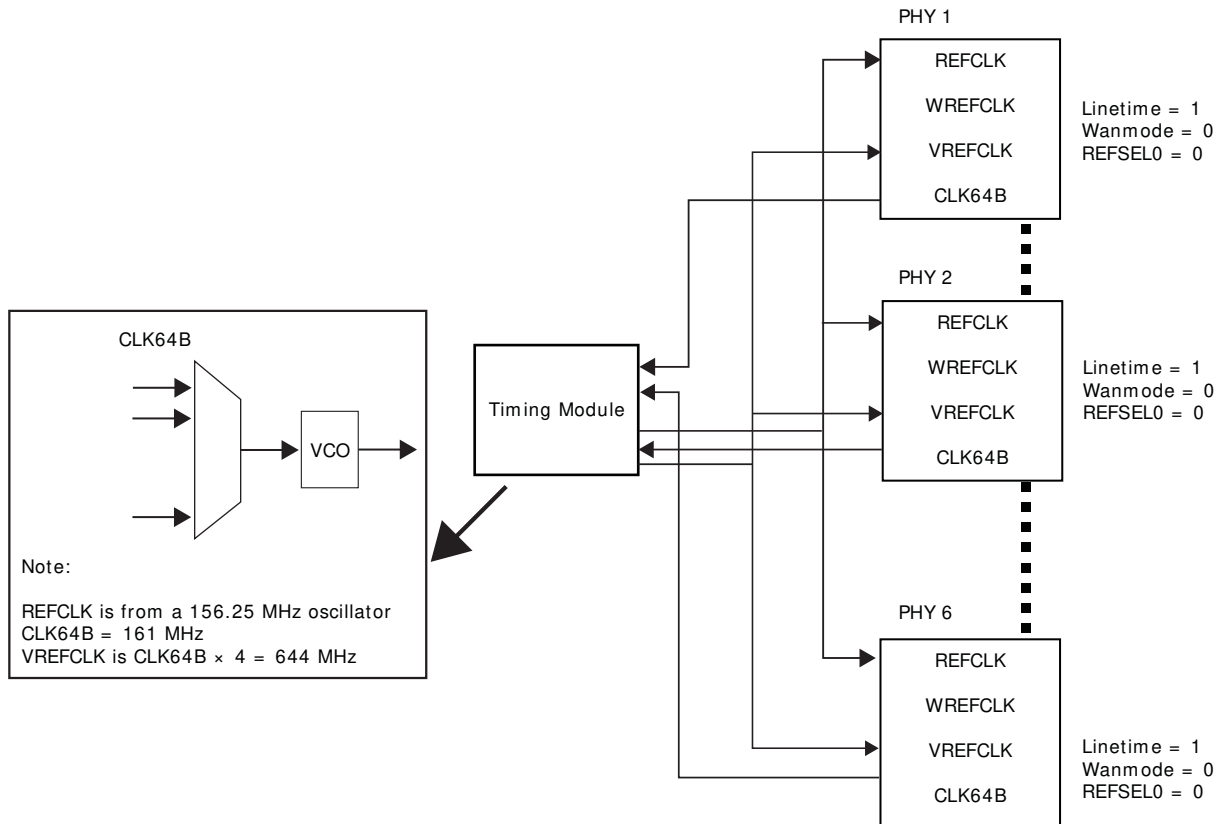 PHY 1
REFCLK
WREFCLK
VREFCLK
CLK64B
Linetime = 1
Wanmode = 0
REFSEL0 = 0
PHY 2
REFCLK
WREFCLK
VREFCLK
CLK64B
Linetime = 1
Wanmode = 0
REFSEL0 = 0
Timing Module
CLK64B
VCO
Note:
REFCLK is from a 156.25 MHz oscillator
CLK64B = 161 MHz
VREFCLK is CLK64B × 4 = 644 MHz
PHY 6
REFCLK
WREFCLK
VREFCLK
CLK64B
Linetime = 1
Wanmode = 0
REFSEL0 = 0